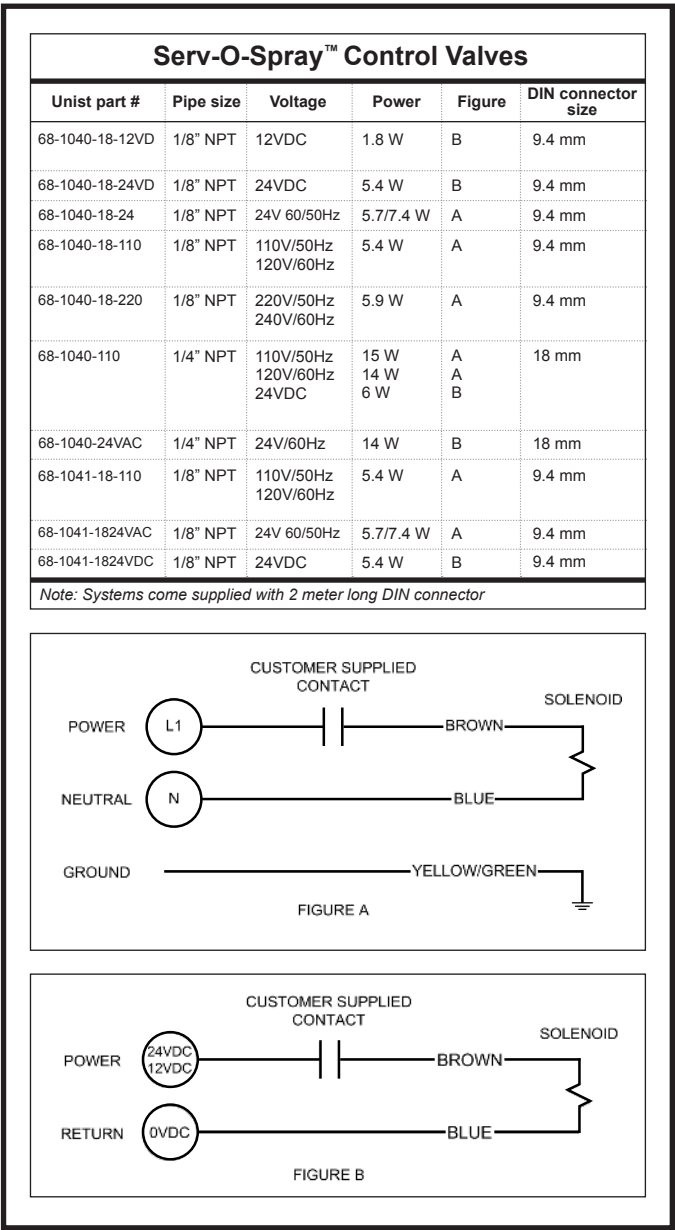 Serv-O-Spray™ Control Valves
Unist part # Pipe size Voltage Power Figure DIN connector size
68-1040-18-12VD 1/8" NPT 12VDC 1.8 W B 9.4 mm
68-1040-18-24VD 1/8" NPT 24VDC 5.4 W B 9.4 mm
68-1040-18-24 1/8" NPT 24V 60/50Hz 5.7/7.4 W A 9.4 mm
68-1040-18-110 1/8" NPT 110V/50Hz 5.4 W A 9.4 mm
120V/60Hz
68-1040-18-220 1/8" NPT 220V/50Hz 5.9 W A 9.4 mm
240V/60Hz
68-1040-110 1/4" NPT 110V/50Hz 15 W A 18 mm
120V/60Hz 14 W A
24VDC 6 W B
68-1040-24VAC 1/4" NPT 24V/60Hz 14 W B 18 mm
68-1041-18-110 1/8" NPT 110V/50Hz 5.4 W A 9.4 mm
120V/60Hz
68-1041-1824VAC 1/8" NPT 24V 60/50Hz 5.7/7.4 W A 9.4 mm
68-1041-1824VDC 1/8" NPT 24VDC 5.4 W B 9.4 mm
Note: Systems come supplied with 2 meter long DIN connector
CUSTOMER SUPPLIED
CONTACT
SOLENOID
POWER L1 BROWN
NEUTRAL N BLUE
GROUND YELLOW/GREEN
FIGURE A
CUSTOMER SUPPLIED
CONTACT
SOLENOID
POWER 24VDC 12VDC BROWN
RETURN 0VDC BLUE
FIGURE B